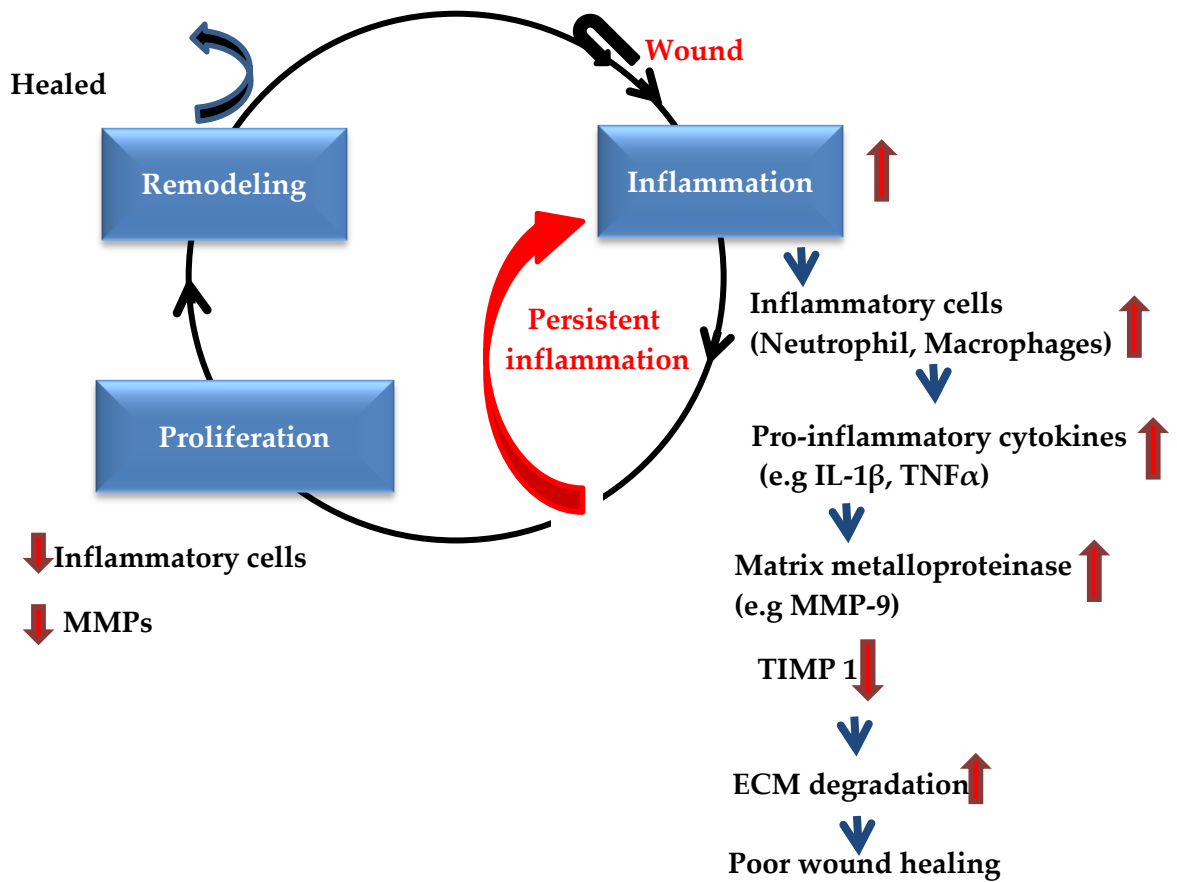 Wound
Healed
Remodeling
Inflammation
Persistent
inflammation
Inflammatory cells
(Neutrophil, Macrophages)
Proliferation
Pro-inflammatory cytokines
(e.g IL-1β, TNFα)
Inflammatory cells
MMPs
Matrix metalloproteinase
(e.g MMP-9)
TIMP 1
ECM degradation
Poor wound healing